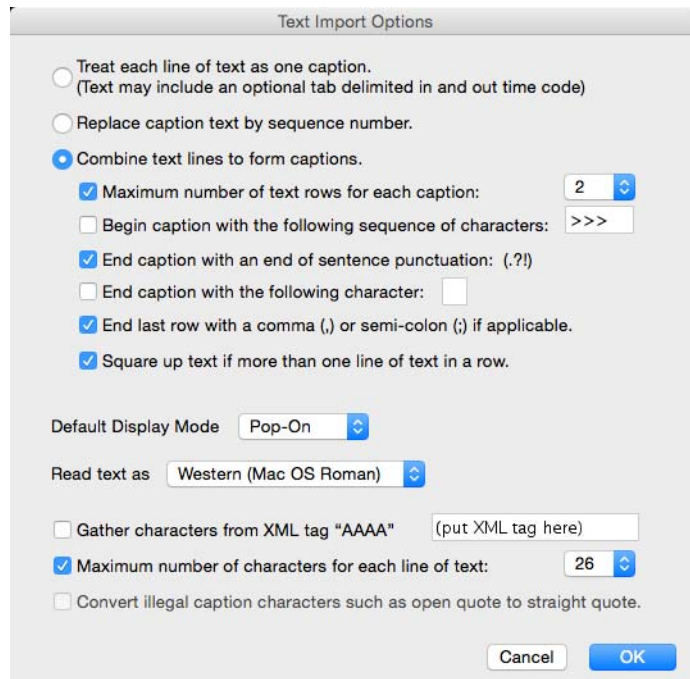 Text Import Options
Treat each line of text as one caption.
(Text may include an optional tab delimited in and out time code)
Replace caption text by sequence number.
Combine text lines to form captions.
Maximum number of text rows for each caption: 2
Begin caption with the following sequence of characters: >>>
End caption with an end of sentence punctuation: (.?!)
End caption with the following character:
End last row with a comma (,) or semi-colon (;) if applicable.
Square up text if more than one line of text in a row.
Default Display Mode Pop-On
Read text as Western (Mac OS Roman)
Gather characters from XML tag “AAAA” (put XML tag here)
Maximum number of characters for each line of text: 26
Convert illegal caption characters such as open quote to straight quote.
Cancel OK